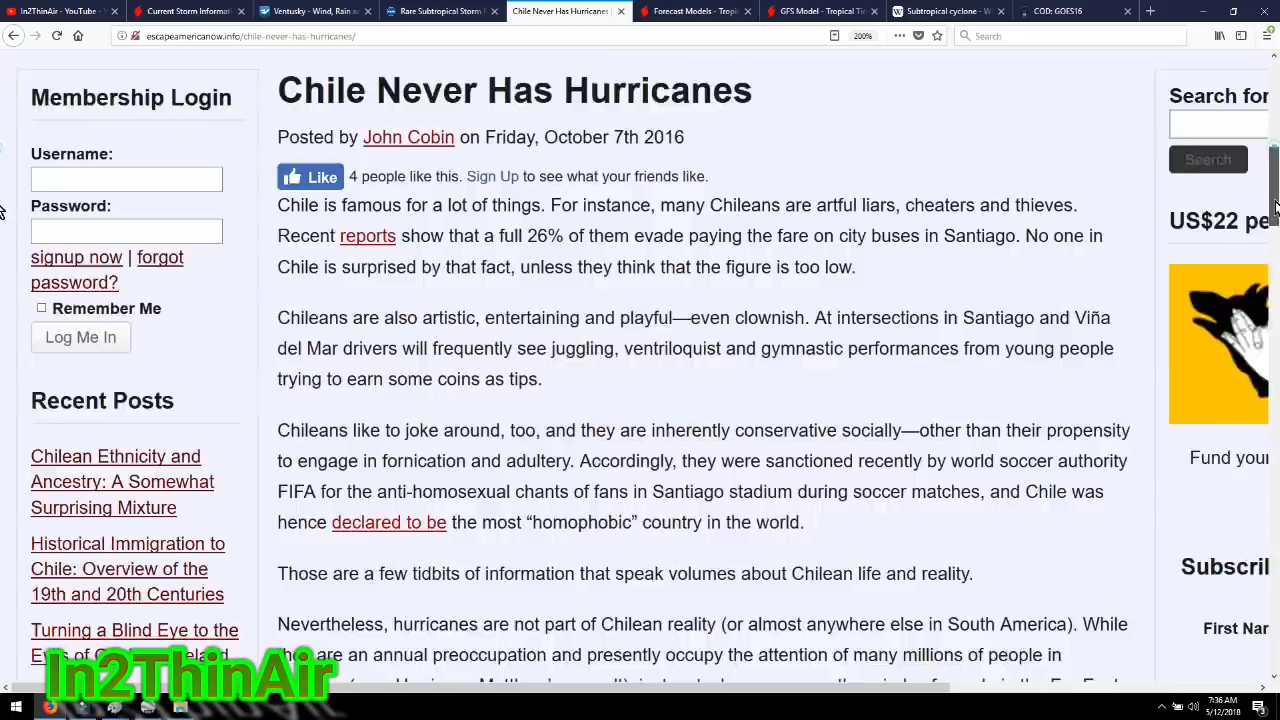 In2ThinAir - YouTube
Current Storm Informati
Ventusky - Wind, Rain a
Rare Subtropical Storm
Chile Never Has Hurricanes
Forecast Models - Tropi
GFS Model - Tropical Ti
Subtropical cyclone - W
COD: GOES16
escapeamericanow.info/chile-never-has-hurricanes/
200%
Search
Membership Login
Username:
Password:
signup now | forgot
password?
Remember Me
Log Me In
Recent Posts
Chilean Ethnicity and
Ancestry: A Somewhat
Surprising Mixture
Historical Immigration to
Chile: Overview of the
19th and 20th Centuries
Turning a Blind Eye to the
Chile Never Has Hurricanes
Posted by John Cobin on Friday, October 7th 2016
Like 4 people like this. Sign Up to see what your friends like.
Chile is famous for a lot of things. For instance, many Chileans are artful liars, cheaters and thieves.
Recent reports show that a full 26% of them evade paying the fare on city buses in Santiago. No one in
Chile is surprised by that fact, unless they think that the figure is too low.
Chileans are also artistic, entertaining and playful—even clownish. At intersections in Santiago and Viña
del Mar drivers will frequently see juggling, ventriloquist and gymnastic performances from young people
trying to earn some coins as tips.
Chileans like to joke around, too, and they are inherently conservative socially—other than their propensity
to engage in fornication and adultery. Accordingly, they were sanctioned recently by world soccer authority
FIFA for the anti-homosexual chants of fans in Santiago stadium during soccer matches, and Chile was
hence declared to be the most “homophobic” country in the world.
Those are a few tidbits of information that speak volumes about Chilean life and reality.
Nevertheless, hurricanes are not part of Chilean reality (or almost anywhere else in South America). While
are an annual preoccupation and presently occupy the attention of many millions of people in
Search for
Search
US$22 pe
Fund your
Subscri
First Nar
In2ThinAir
7:36 AM
5/12/2018